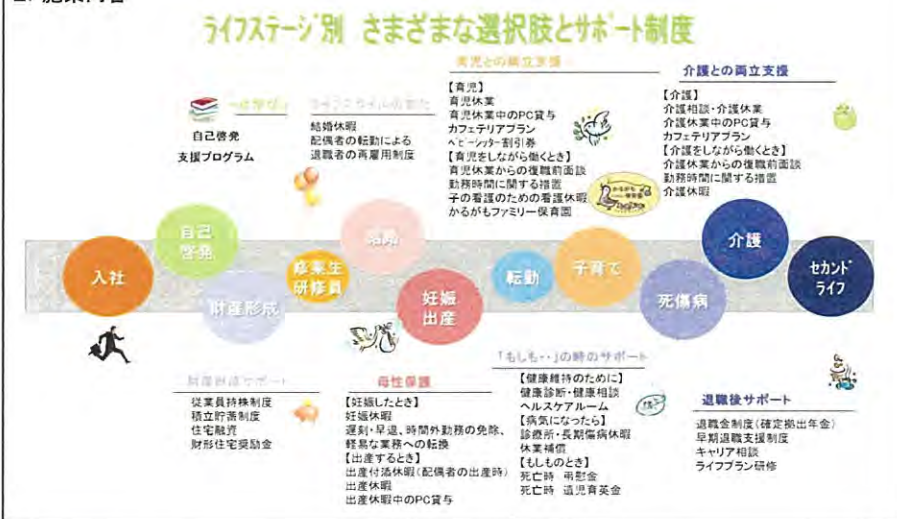 ライフステージ別 さまざまな選択肢とサポート制度
自己啓発
支援プログラム
ライフスタイルの変化
結婚休暇
配偶者の転勤による
退職者の再雇用制度
育児との両立支援
【育児】
育児休業
育児休業中のPC貸与
カフェテリアプラン
ベビーシッター割引券
【育児をしながら働くとき】
育児休業からの復職前面談
勤務時間に関する措置
子の看護のための看護休暇
かるがもファミリー保育園
介護との両立支援
【介護】
介護相談・介護休業
介護休業中のPC貸与
カフェテリアプラン
【介護をしながら働くとき】
介護休業からの復職前面談
勤務時間に関する措置
介護休暇
入社
自己
啓発
財産形成
修業生
研修員
結婚
妊娠
出産
転勤
子育て
死傷病
介護
セカンド
ライフ
財産形成サポート
従業員持株制度
積立貯蓄制度
住宅融資
財形住宅奨励金
母性保護
【妊娠したとき】
妊娠休暇
遅刻・早退、時間外勤務の免除、
軽易な業務への転換
【出産するとき】
出産付添休暇(配偶者の出産時)
出産休暇
出産休暇中のPC貸与
「もしも・・」の時のサポート
【健康維持のために】
健康診断・健康相談
ヘルスケアルーム
【病気になったら】
診療所・長期傷病休暇
休業補償
【もしものとき】
死亡時 弔慰金
死亡時 遺児育英金
退職後サポート
退職金制度(確定拠出年金)
早期退職支援制度
キャリア相談
ライフプラン研修